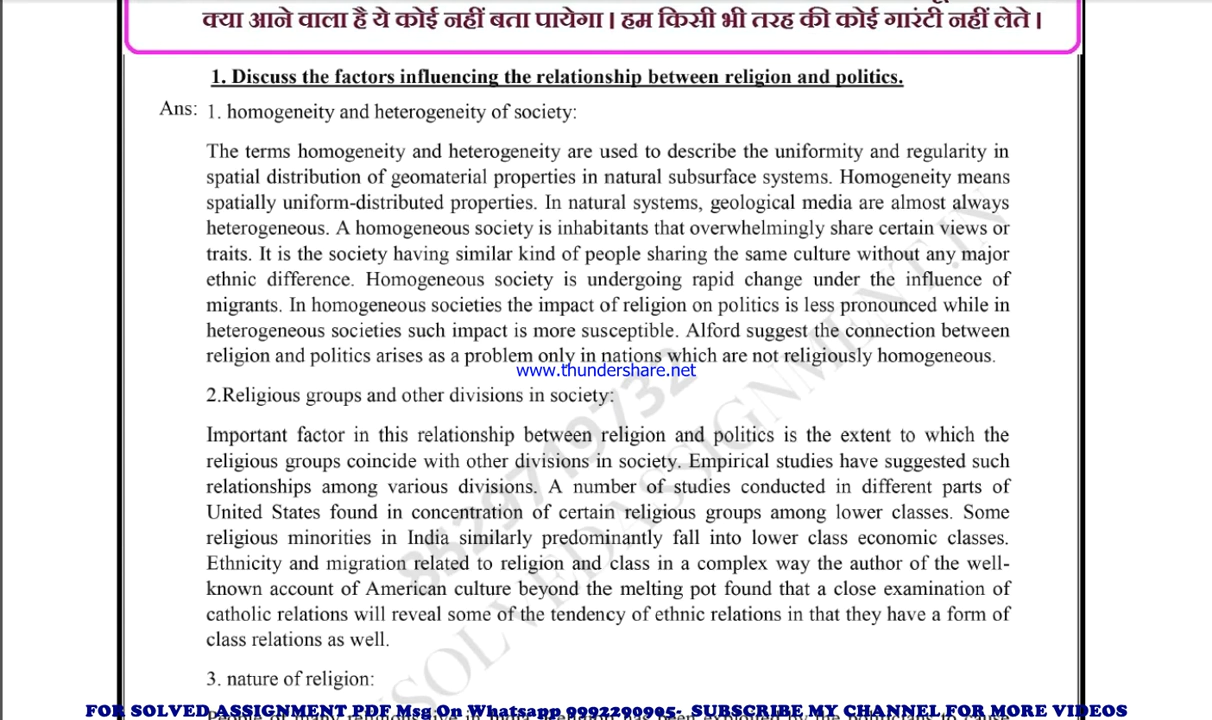 क्या आने वाला है ये कोई नहीं बता पायेगा। हम किसी भी तरह की कोई गारंटी नहीं लेते।
1. Discuss the factors influencing the relationship between religion and politics.
Ans: 1. homogeneity and heterogeneity of society:
The terms homogeneity and heterogeneity are used to describe the uniformity and regularity in
spatial distribution of geomaterial properties in natural subsurface systems. Homogeneity means
spatially uniform-distributed properties. In natural systems, geological media are almost always
heterogeneous. A homogeneous society is inhabitants that overwhelmingly share certain views or
traits. It is the society having similar kind of people sharing the same culture without any major
ethnic difference. Homogeneous society is undergoing rapid change under the influence of
migrants. In homogeneous societies the impact of religion on politics is less pronounced while in
heterogeneous societies such impact is more susceptible. Alford suggest the connection between
religion and politics arises as a problem only in nations which are not religiously homogeneous.
www.thundershare.net
2.Religious groups and other divisions in society:
Important factor in this relationship between religion and politics is the extent to which the
religious groups coincide with other divisions in society. Empirical studies have suggested such
relationships among various divisions. A number of studies conducted in different parts of
United States found in concentration of certain religious groups among lower classes. Some
religious minorities in India similarly predominantly fall into lower class economic classes.
Ethnicity and migration related to religion and class in a complex way the author of the well-
known account of American culture beyond the melting pot found that a close examination of
catholic relations will reveal some of the tendency of ethnic relations in that they have a form of
class relations as well.
3. nature of religion:
FOR SOLVED ASSIGNMENT PDF Msg On Whatsapp 9992290905- SUBSCRIBE MY CHANNEL FOR MORE VIDEOS